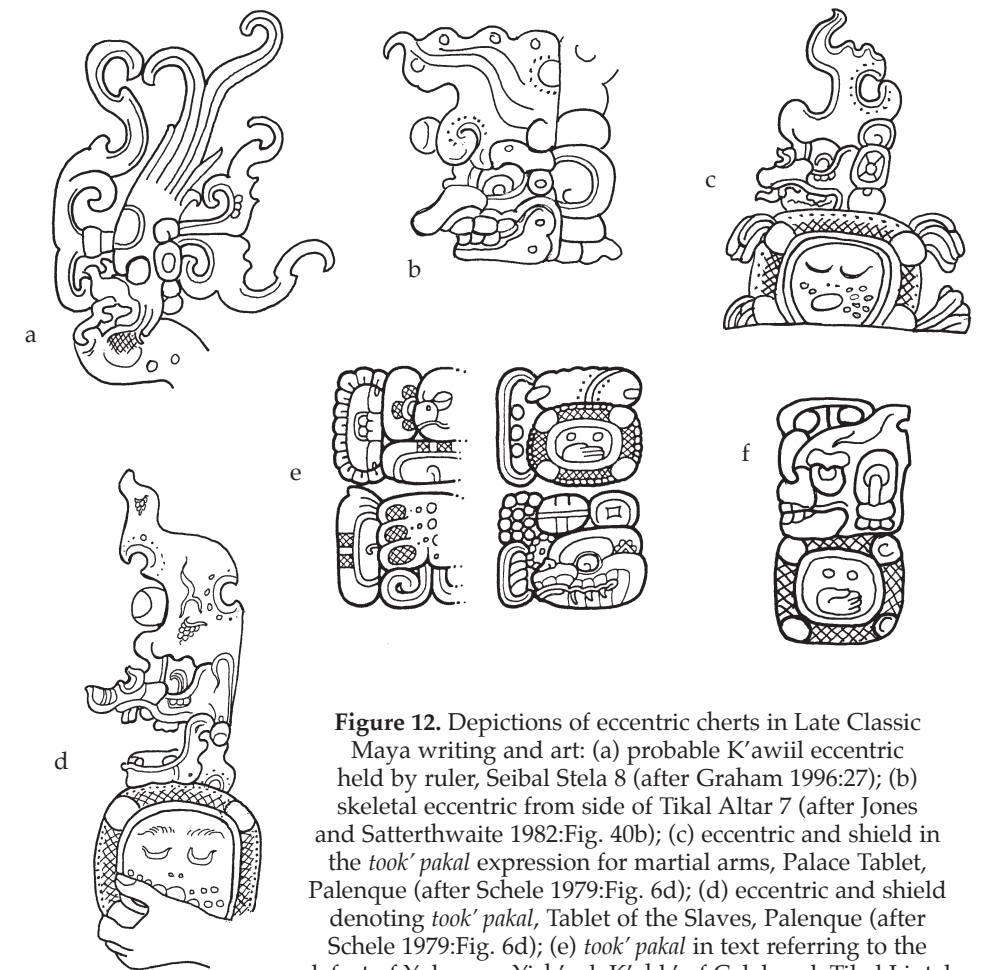 a
b
c
d
e
f
Figure 12. Depictions of eccentric cherts in Late Classic
Maya writing and art: (a) probable K’awiil eccentric
held by ruler, Seibal Stela 8 (after Graham 1996:27); (b)
skeletal eccentric from side of Tikal Altar 7 (after Jones
and Satterthwaite 1982:Fig. 40b); (c) eccentric and shield in
the took’ pakal expression for martial arms, Palace Tablet,
Palenque (after Schele 1979:Fig. 6d); (d) eccentric and shield
denoting took’ pakal, Tablet of the Slaves, Palenque (after
Schele 1979:Fig. 6d); (e) took’ pakal in text referring to the